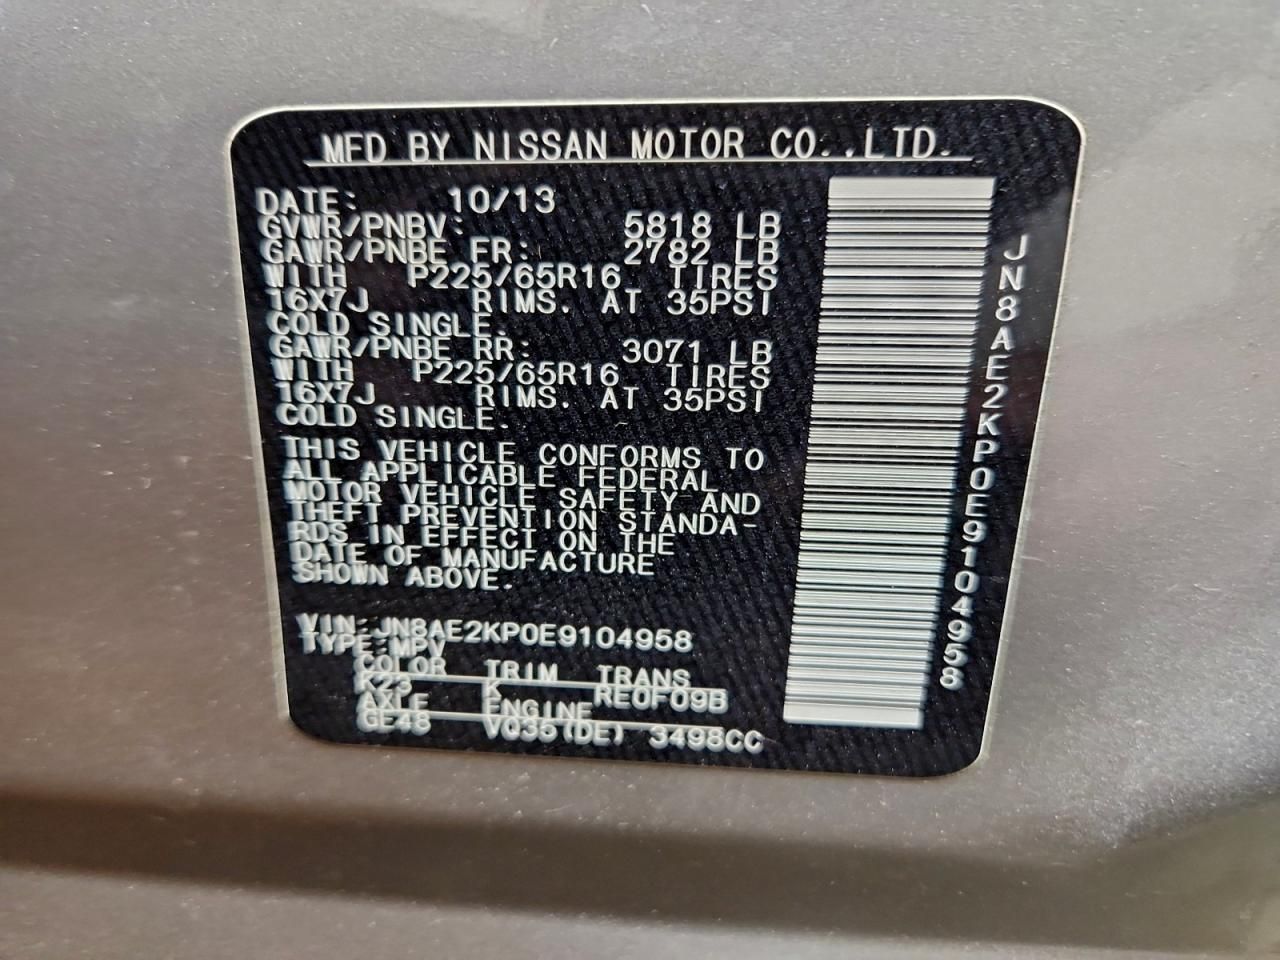 MFD BY NISSAN MOTOR CO.,LTD.
DATE: 10/13
GVWR/PNBV: 5818 LB
GAWR/PNBE FR: 2782 LB
WITH P225/65R16 TIRES
16X7J RIMS. AT 35PSI
COLD SINGLE.
GAWR/PNBE RR: 3071 LB
WITH P225/65R16 TIRES
16X7J RIMS. AT 35PSI
COLD SINGLE.
THIS VEHICLE CONFORMS TO
ALL APPLICABLE FEDERAL
MOTOR VEHICLE SAFETY AND
THEFT PREVENTION STANDA-
RDS IN EFFECT ON THE
DATE OF MANUFACTURE
SHOWN ABOVE.
VIN:JN8AE2KP0E9104958
TYPE:MPV
COLOR TRIM TRANS
K23 K RE0F09B
AXLE ENGINE
GE48 VQ35(DE) 3498CC
JN8AE2KP0E9104958